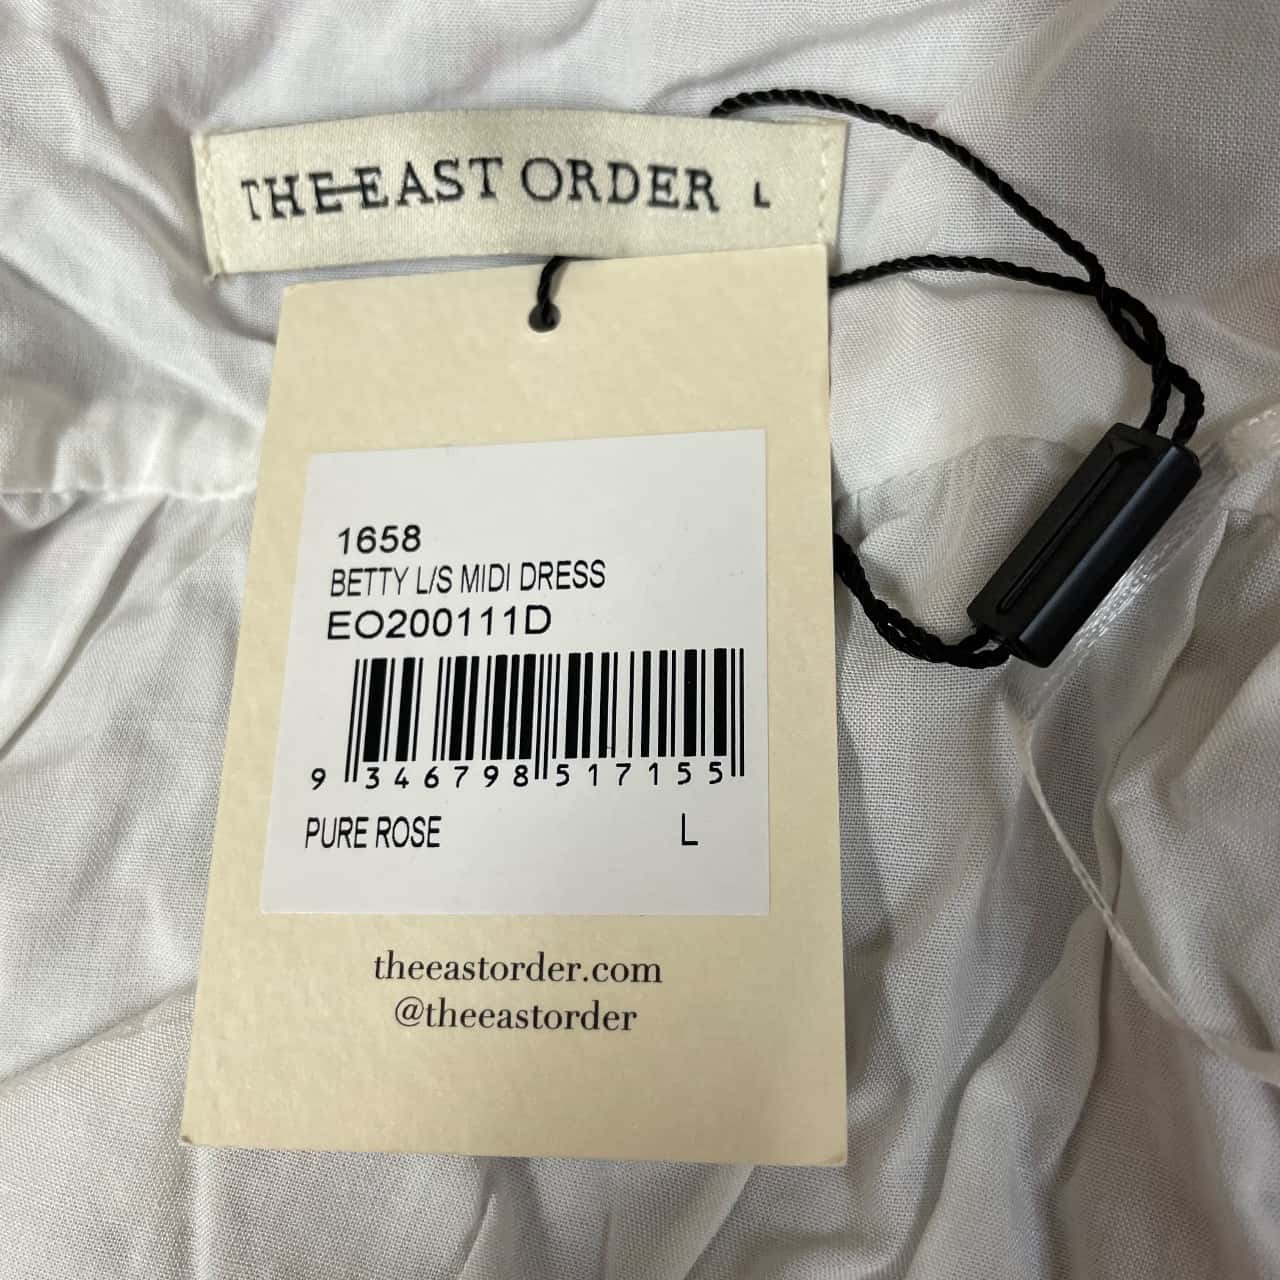 THE EAST ORDER L
1658
BETTY L/S MIDI DRESS
EO200111D
9 346798 517155
PURE ROSE L
theeastorder.com
@theeastorder